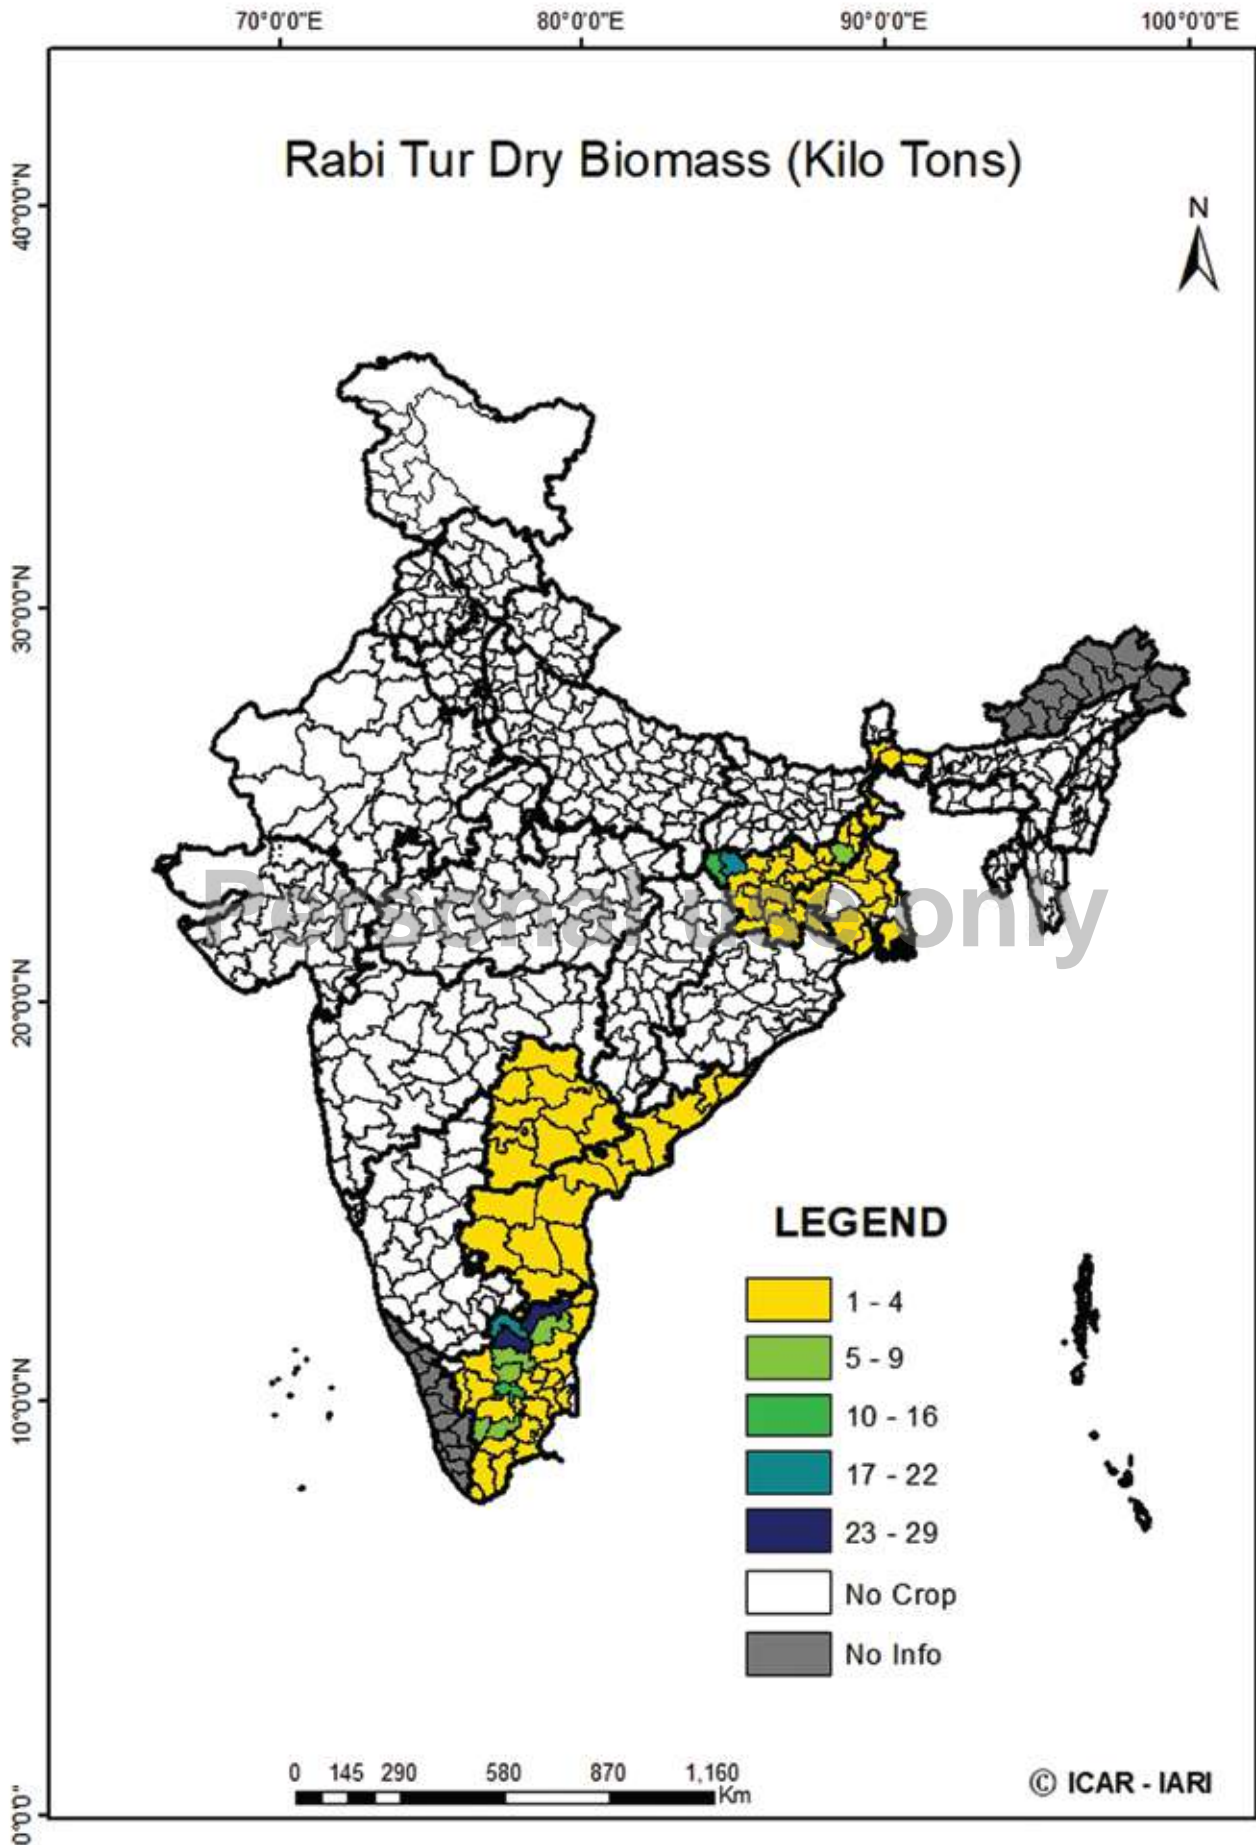 70°0'0"E 80°0'0"E 90°0'0"E 100°0'0"E
Rabi Tur Dry Biomass (Kilo Tons)
N
40°0'0"N
30°0'0"N
20°0'0"N
10°0'0"N
0°0'0"
Personal use only
LEGEND
1 - 4
5 - 9
10 - 16
17 - 22
23 - 29
No Crop
No Info
0 145 290 580 870 1,160
Km
© ICAR - IARI